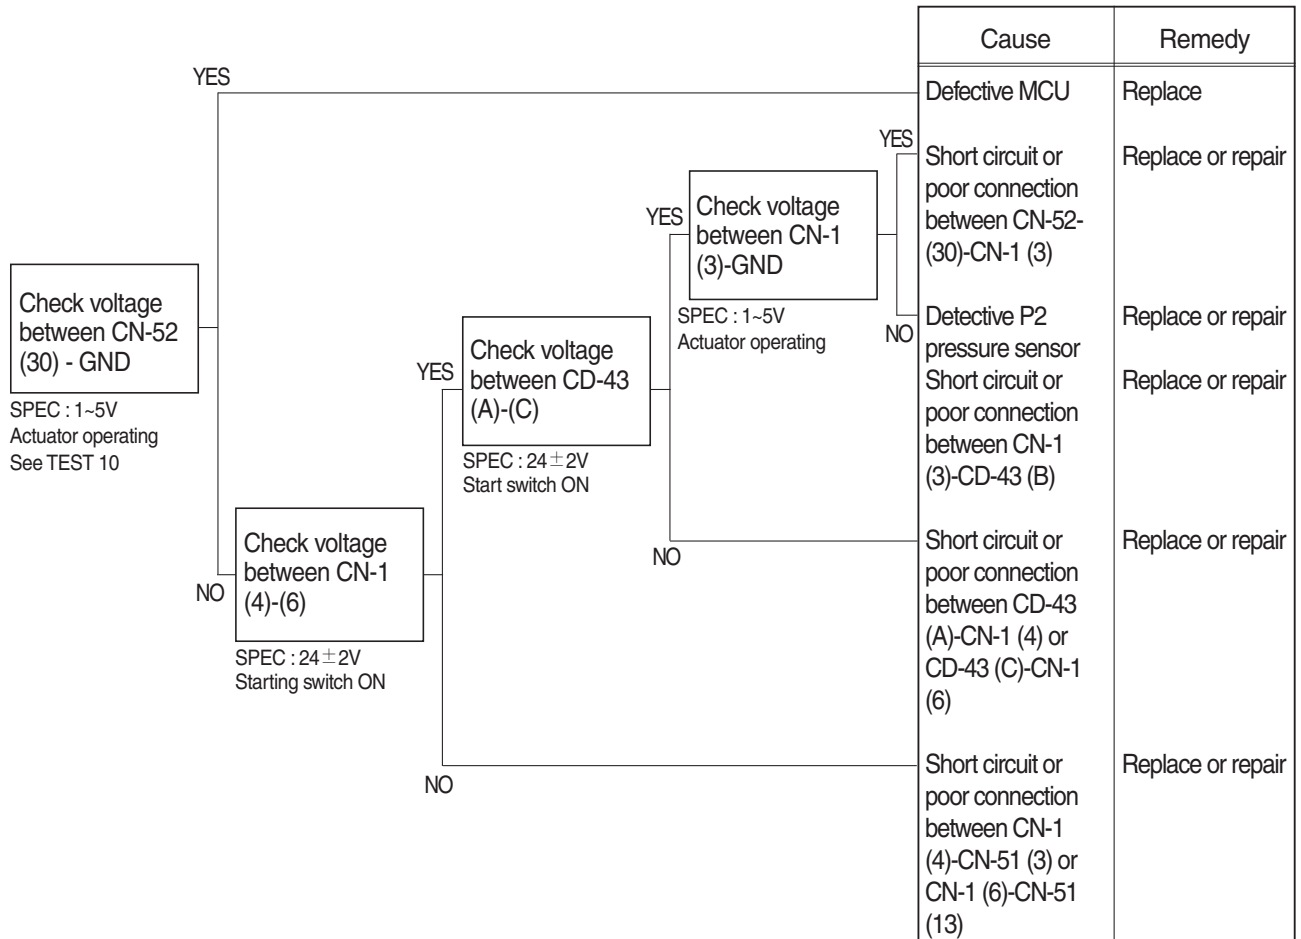 Cause
Remedy
YES
Defective MCU
Replace
YES
Short circuit or
poor connection
between CN-52-
(30)-CN-1 (3)
Replace or repair
YES
Check voltage
between CN-1
(3)-GND
SPEC : 1~5V
Actuator operating
NO
Detective P2
pressure sensor
Replace or repair
Short circuit or
poor connection
between CN-1
(3)-CD-43 (B)
Replace or repair
Check voltage
between CN-52
(30) - GND
SPEC : 1~5V
Actuator operating
See TEST 10
YES
Check voltage
between CD-43
(A)-(C)
SPEC : 24±2V
Start switch ON
NO
Short circuit or
poor connection
between CD-43
(A)-CN-1 (4) or
CD-43 (C)-CN-1
(6)
Replace or repair
NO
Check voltage
between CN-1
(4)-(6)
SPEC : 24±2V
Starting switch ON
NO
Short circuit or
poor connection
between CN-1
(4)-CN-51 (3) or
CN-1 (6)-CN-51
(13)
Replace or repair